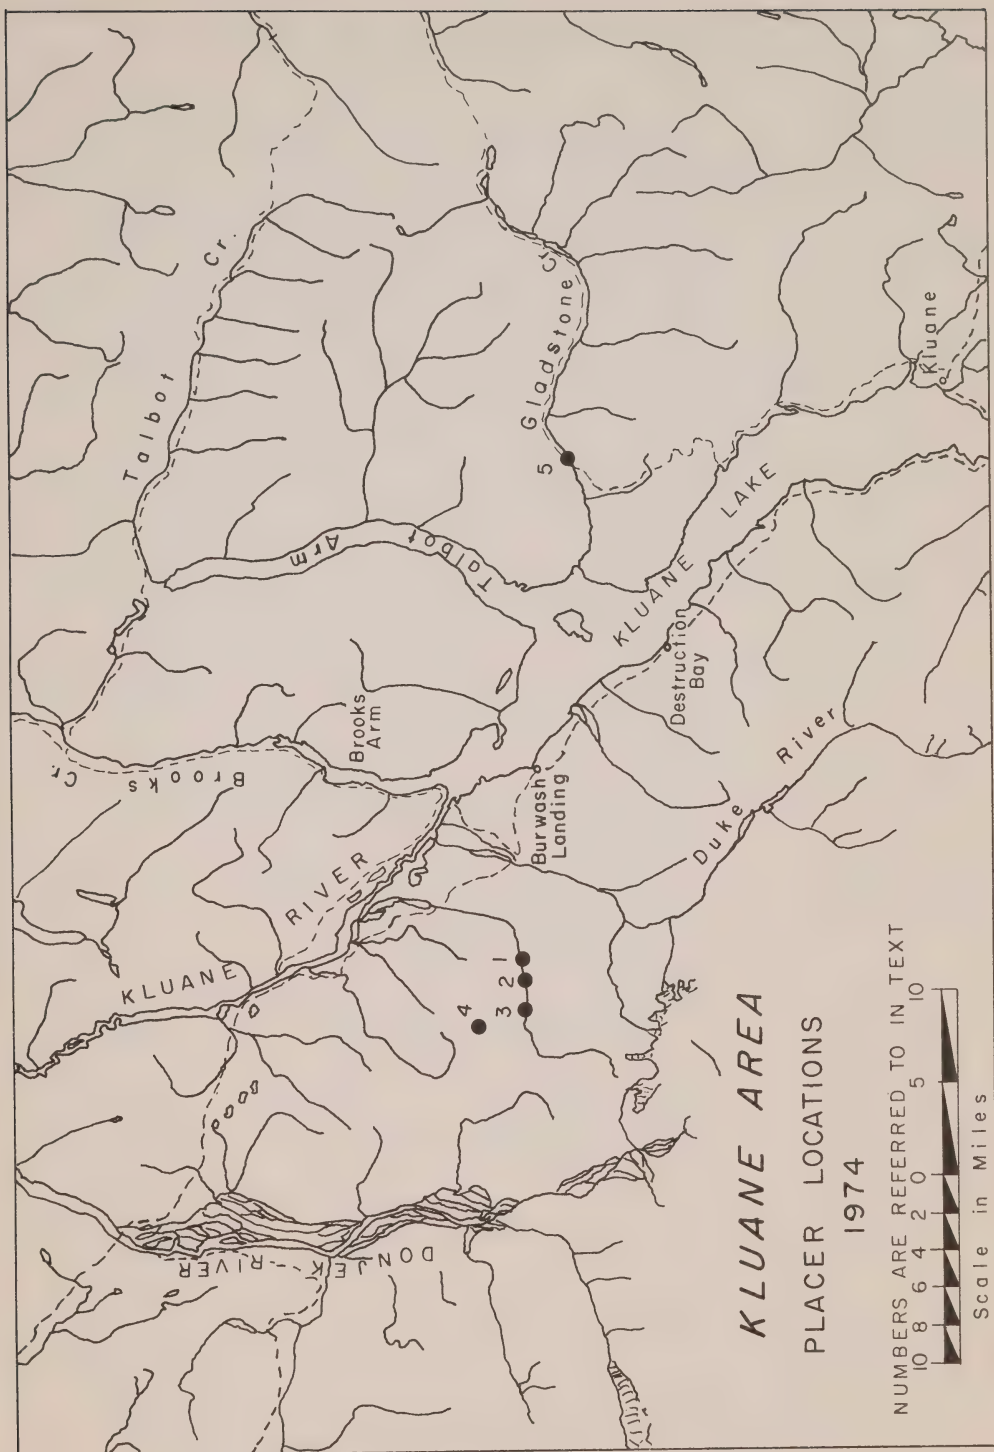 Talbot Cr.
Gladstone Cr.
5
Kluane
Talbot Arm
KLUANE LAKE
Brooks Cr.
Brooks
Arm
Destruction
Bay
Burwash
Landing
Duke River
KLUANE RIVER
1
2
3
4
DONJEK RIVER
KLUANE AREA
PLACER LOCATIONS
1974
NUMBERS ARE REFERRED TO IN TEXT
10 8 6 4 2 0 5 10
Scale in Miles